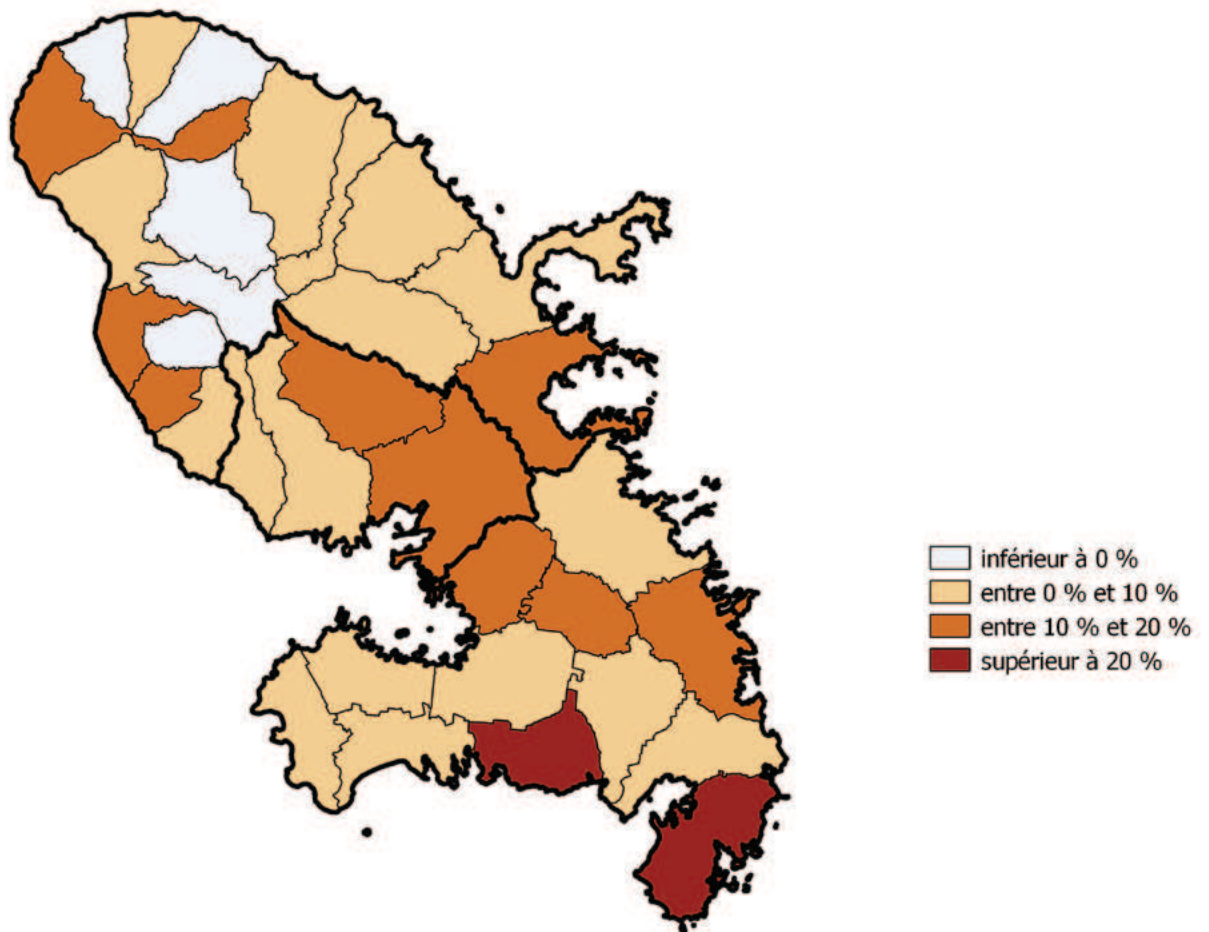 inférieur à 0 %
entre 0 % et 10 %
entre 10 % et 20 %
supérieur à 20 %